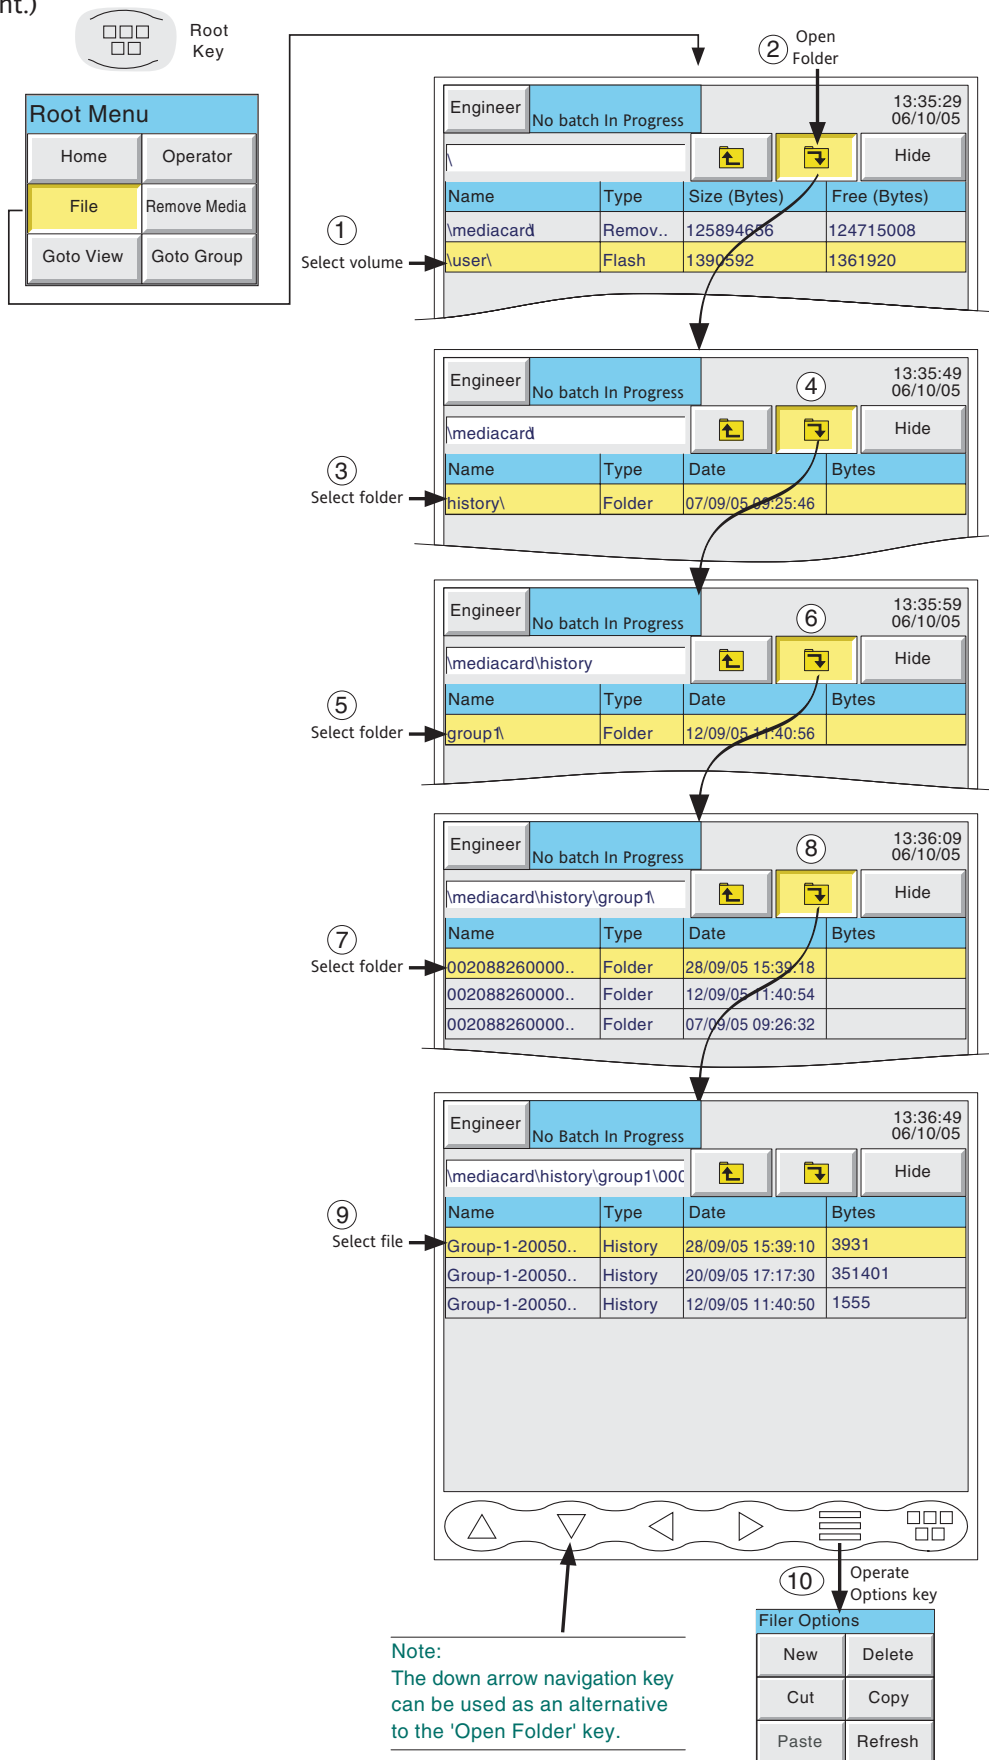 nt.)
Root
Key
Root Menu
Home Operator
File Remove Media
Goto View Goto Group
2 Open
Folder
Engineer No batch In Progress 13:35:29
06/10/05
\ Hide
Name Type Size (Bytes) Free (Bytes)
\mediacard\ Remov.. 125894656 124715008
1
Select volume
\user\ Flash 1390592 1361920
Engineer No batch In Progress 4 13:35:49
06/10/05
\mediacard\ Hide
3
Name Type Date Bytes
Select folder
history\ Folder 07/09/05 09:25:46
Engineer No batch In Progress 6 13:35:59
06/10/05
\mediacard\history Hide
5
Name Type Date Bytes
Select folder
group1\ Folder 12/09/05 11:40:56
Engineer No batch In Progress 8 13:36:09
06/10/05
\mediacard\history\group1\ Hide
7
Name Type Date Bytes
Select folder
002088260000.. Folder 28/09/05 15:39:18
002088260000.. Folder 12/09/05 11:40:54
002088260000.. Folder 07/09/05 09:26:32
Engineer No Batch In Progress 13:36:49
06/10/05
\mediacard\history\group1\000 Hide
9
Name Type Date Bytes
Select file
Group-1-20050.. History 28/09/05 15:39:10 3931
Group-1-20050.. History 20/09/05 17:17:30 351401
Group-1-20050.. History 12/09/05 11:40:50 1555
10 Operate
Options key
Filer Options
New Delete
Cut Copy
Paste Refresh
Note:
The down arrow navigation key
can be used as an alternative
to the 'Open Folder' key.